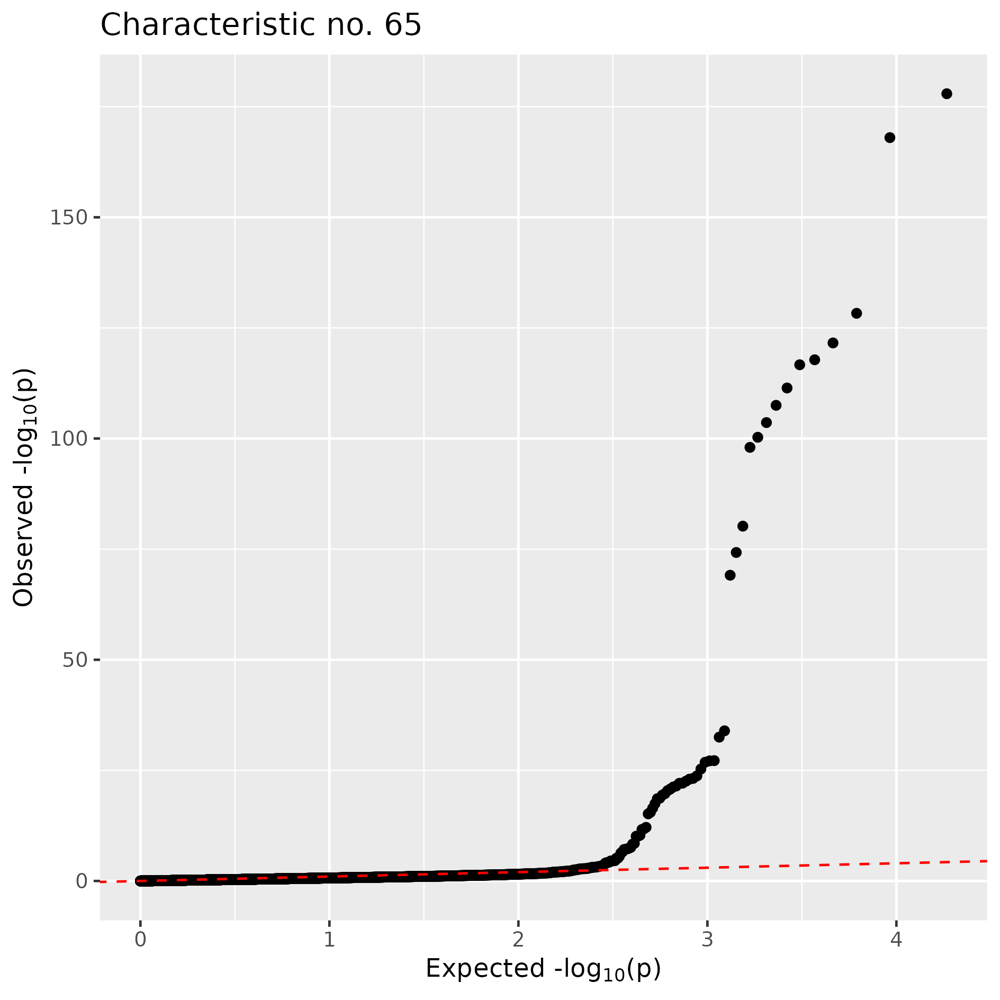 Characteristic no. 65
Observed -log₁₀(p)
150
100
50
0
0 1 2 3 4
Expected -log₁₀(p)